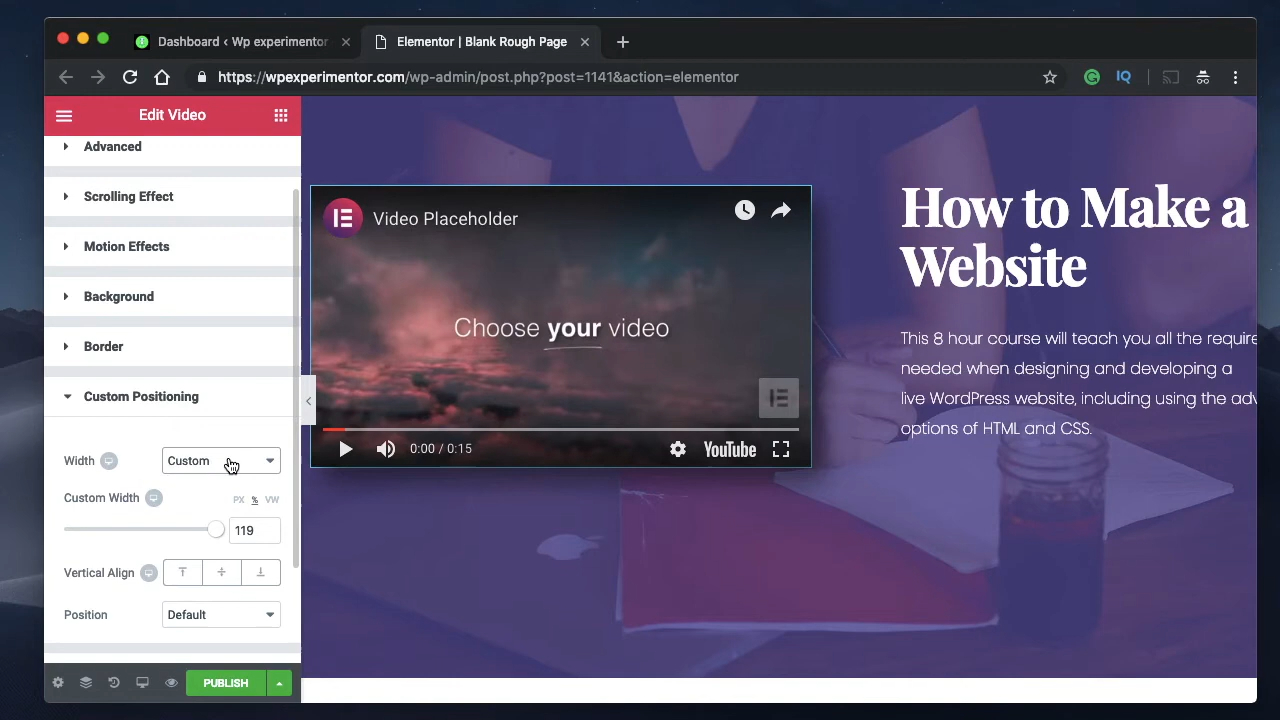 Dashboard ‹ Wp experimentor
Elementor | Blank Rough Page
https://wpexperimentor.com/wp-admin/post.php?post=1141&action=elementor
IQ
Edit Video
Advanced
Scrolling Effect
Motion Effects
Background
Border
Custom Positioning
Width Custom
Custom Width PX % VW
119
Vertical Align
Position Default
PUBLISH
Video Placeholder
Choose your video
0:00 / 0:15
YouTube
How to Make a
Website
This 8 hour course will teach you all the require
needed when designing and developing a
live WordPress website, including using the adv
options of HTML and CSS.